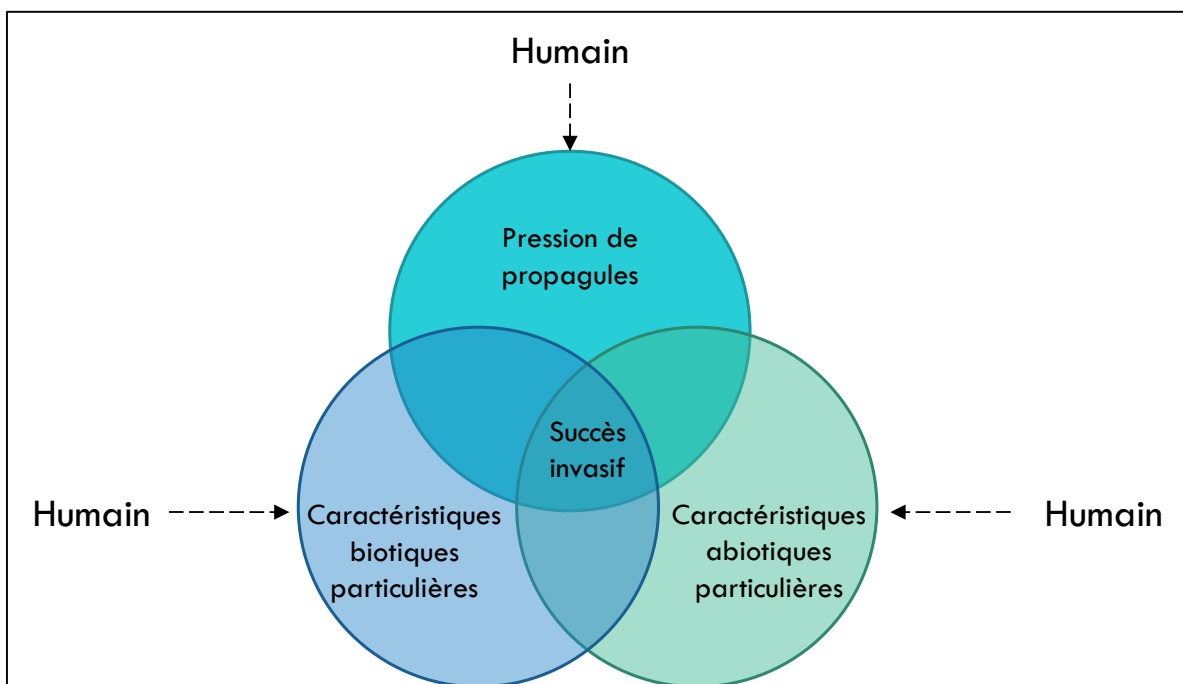 Humain
Pression de
propagules
Succès
invasif
Humain
Caractéristiques
biotiques
particulières
Caractéristiques
abiotiques
particulières
Humain